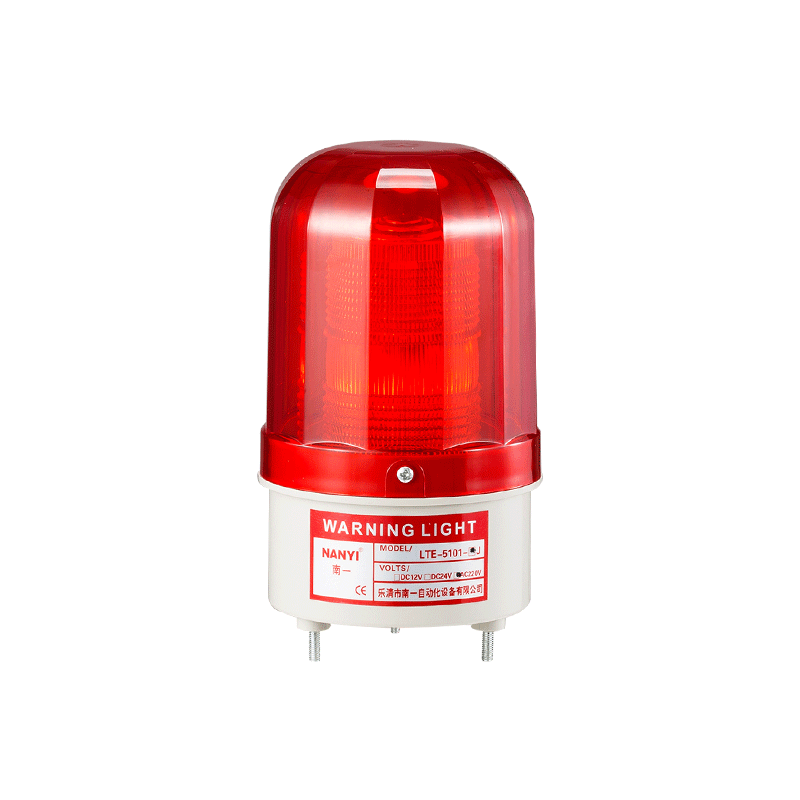 WARNING LIGHT
NANYI
南一
CE
MODEL/ LTE-5101-J
VOLTS/
DC12V DC24V AC220V
乐清市南一自动化设备有限公司